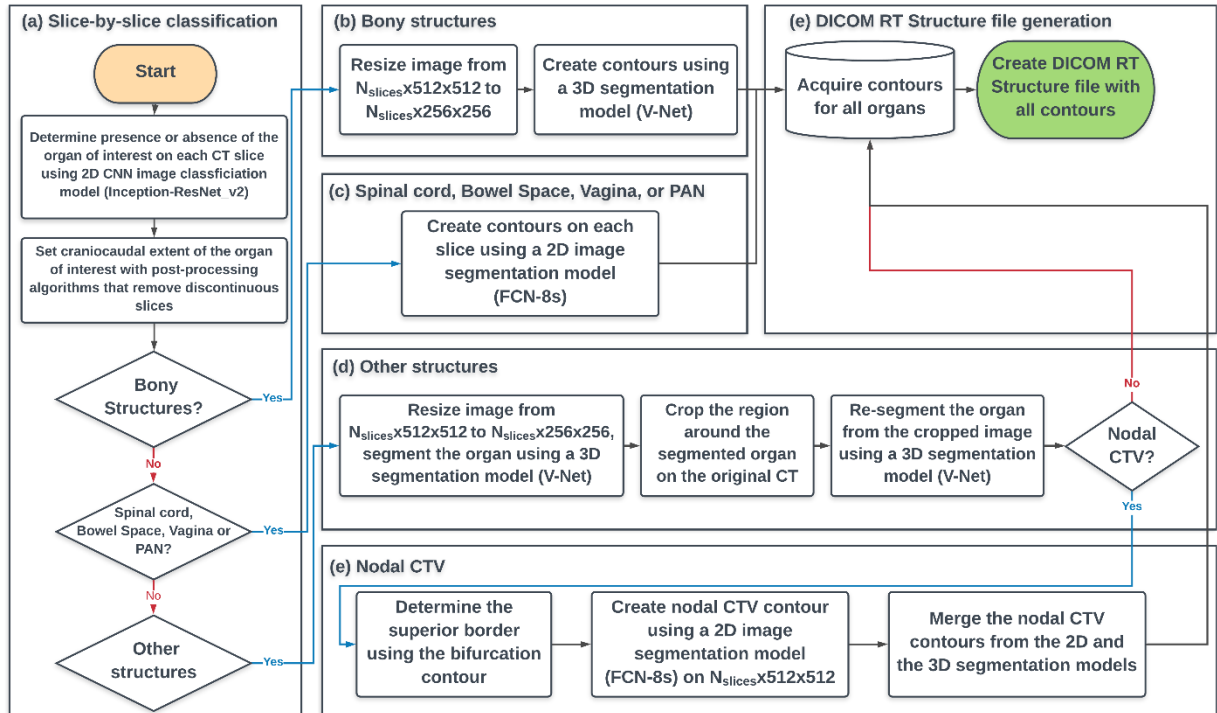 (a) Slice-by-slice classification
Start
Determine presence or absence of the
organ of interest on each CT slice
using 2D CNN image classficiation
model (Inception-ResNet_v2)
Set craniocaudal extent of the organ
of interest with post-processing
algorithms that remove discontinuous
slices
Bony
Structures?
Yes
No
Spinal cord,
Bowel Space, Vagina or
PAN?
Yes
No
Other
structures
Yes
(b) Bony structures
Resize image from
Nslicesx512x512 to
Nslicesx256x256
Create contours using
a 3D segmentation
model (V-Net)
(c) Spinal cord, Bowel Space, Vagina, or PAN
Create contours on each
slice using a 2D image
segmentation model
(FCN-8s)
(e) DICOM RT Structure file generation
Acquire contours
for all organs
Create DICOM RT
Structure file with
all contours
(d) Other structures
Resize image from
Nslicesx512x512 to Nslicesx256x256,
segment the organ using a 3D
segmentation model (V-Net)
Crop the region
around the
segmented organ
on the original CT
Re-segment the organ
from the cropped image
using a 3D segmentation
model (V-Net)
Nodal
CTV?
No
Yes
(e) Nodal CTV
Determine the
superior border
using the bifurcation
contour
Create nodal CTV contour
using a 2D image
segmentation model
(FCN-8s) on Nslicesx512x512
Merge the nodal CTV
contours from the 2D and
the 3D segmentation models